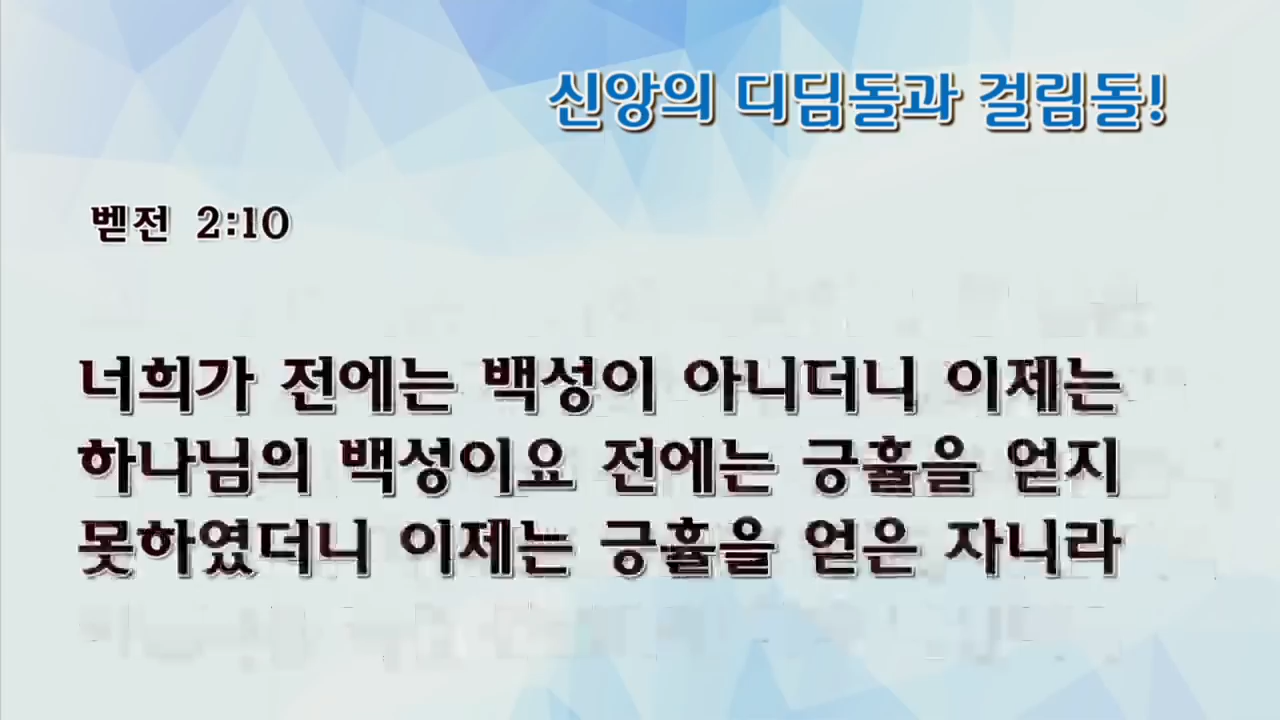 신앙의 디딤돌과 걸림돌!
벧전 2:10
너희가 전에는 백성이 아니더니 이제는
하나님의 백성이요 전에는 긍휼을 얻지
못하였더니 이제는 긍휼을 얻은 자니라